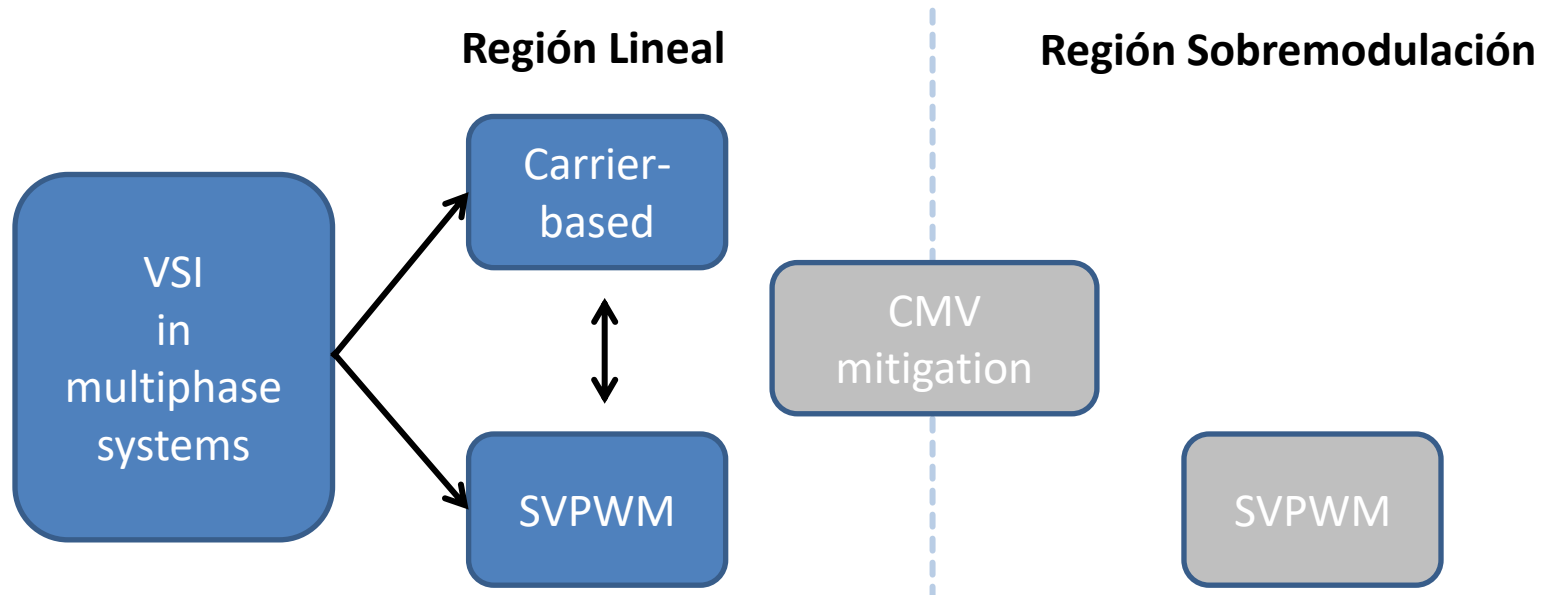 Región Lineal
Región Sobremodulación
VSI
in
multiphase
systems
Carrier-
based
SVPWM
CMV
mitigation
SVPWM